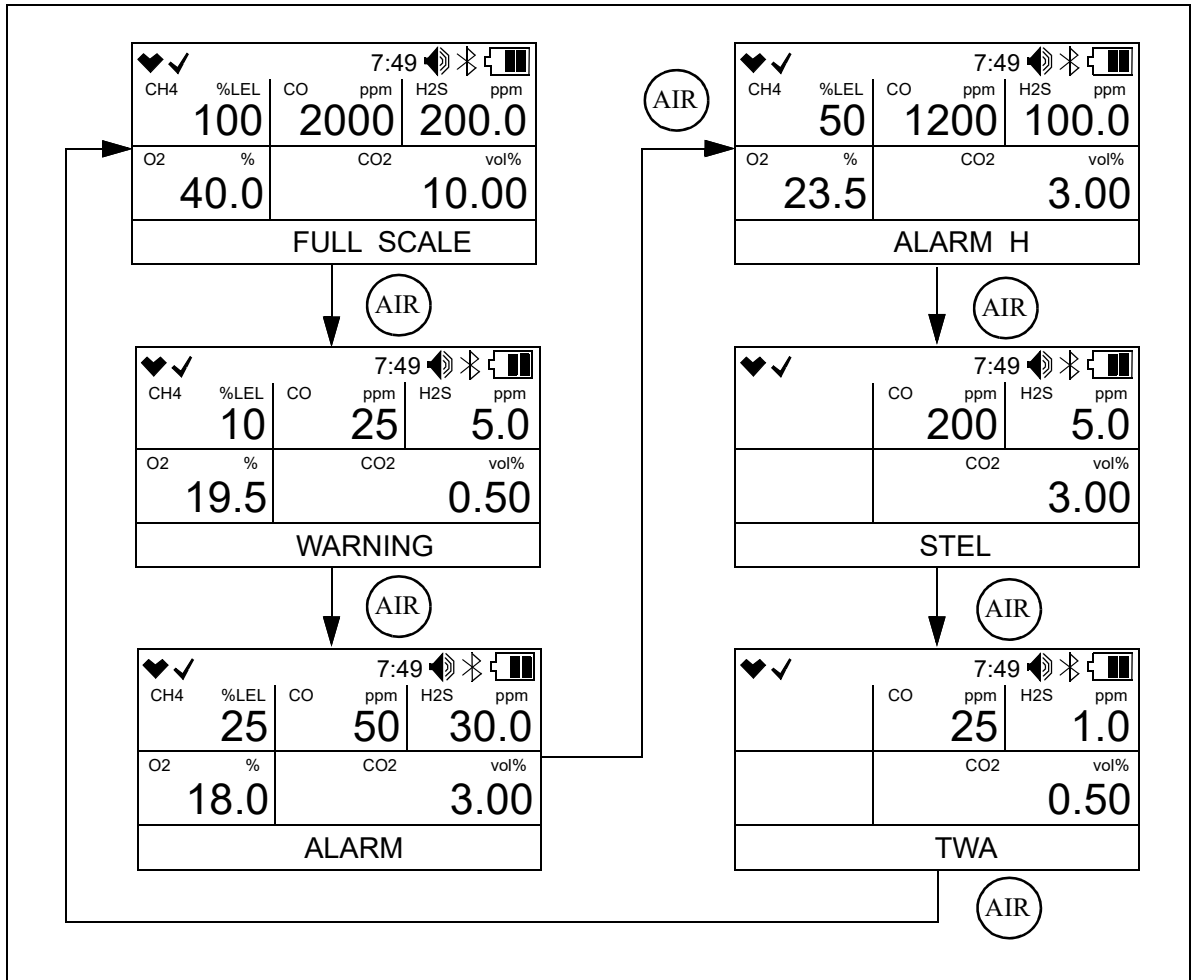 7:49
CH4 %LEL CO ppm H2S ppm
100 2000 200.0
O2 % CO2 vol%
40.0 10.00
FULL SCALE
AIR
7:49
CH4 %LEL CO ppm H2S ppm
10 25 5.0
O2 % CO2 vol%
19.5 0.50
WARNING
AIR
7:49
CH4 %LEL CO ppm H2S ppm
25 50 30.0
O2 % CO2 vol%
18.0 3.00
ALARM
AIR
7:49
CH4 %LEL CO ppm H2S ppm
50 1200 100.0
O2 % CO2 vol%
23.5 3.00
ALARM H
AIR
7:49
CO ppm H2S ppm
200 5.0
CO2 vol%
3.00
STEL
AIR
7:49
CO ppm H2S ppm
25 1.0
CO2 vol%
0.50
TWA
AIR